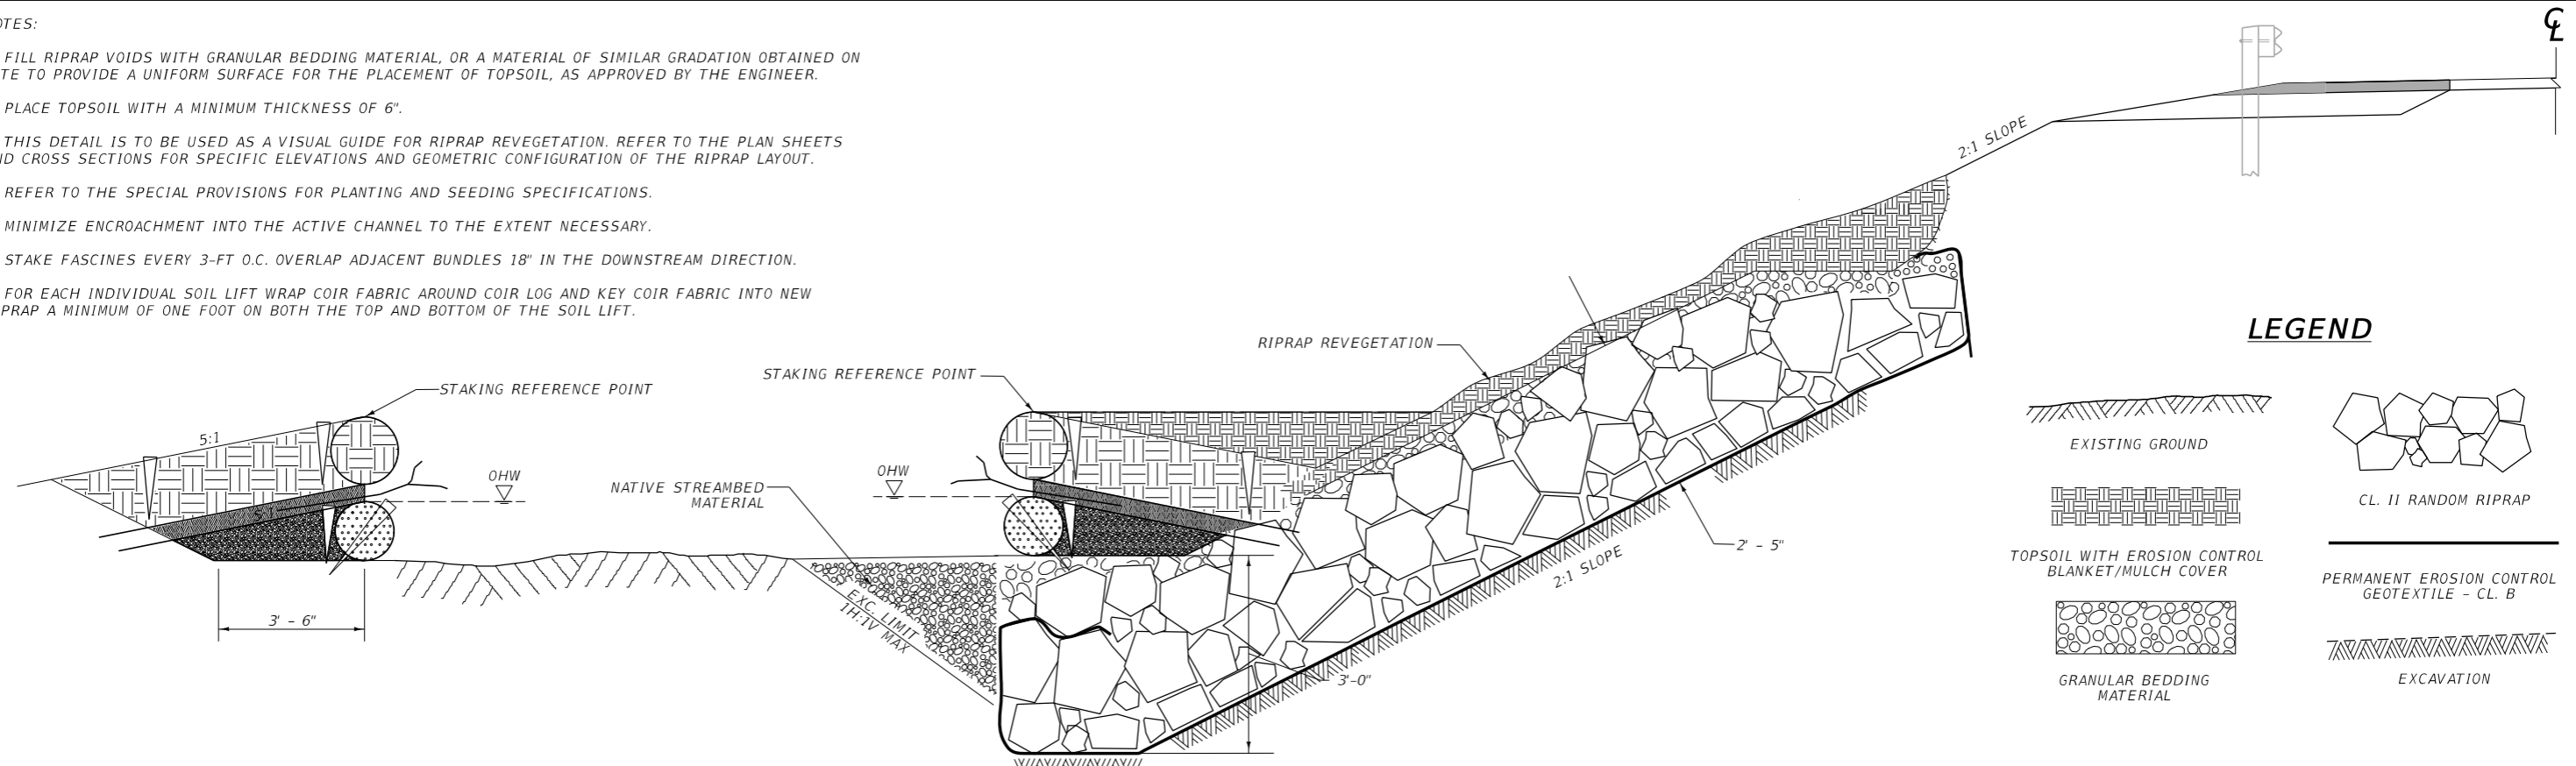 OTES:
FILL RIPRAP VOIDS WITH GRANULAR BEDDING MATERIAL, OR A MATERIAL OF SIMILAR GRADATION OBTAINED ON
TE TO PROVIDE A UNIFORM SURFACE FOR THE PLACEMENT OF TOPSOIL, AS APPROVED BY THE ENGINEER.
PLACE TOPSOIL WITH A MINIMUM THICKNESS OF 6".
THIS DETAIL IS TO BE USED AS A VISUAL GUIDE FOR RIPRAP REVEGETATION. REFER TO THE PLAN SHEETS
ND CROSS SECTIONS FOR SPECIFIC ELEVATIONS AND GEOMETRIC CONFIGURATION OF THE RIPRAP LAYOUT.
REFER TO THE SPECIAL PROVISIONS FOR PLANTING AND SEEDING SPECIFICATIONS.
MINIMIZE ENCROACHMENT INTO THE ACTIVE CHANNEL TO THE EXTENT NECESSARY.
STAKE FASCINES EVERY 3-FT O.C. OVERLAP ADJACENT BUNDLES 18" IN THE DOWNSTREAM DIRECTION.
FOR EACH INDIVIDUAL SOIL LIFT WRAP COIR FABRIC AROUND COIR LOG AND KEY COIR FABRIC INTO NEW
PRAP A MINIMUM OF ONE FOOT ON BOTH THE TOP AND BOTTOM OF THE SOIL LIFT.
STAKING REFERENCE POINT
5:1
OHW
3' - 6"
STAKING REFERENCE POINT
OHW
NATIVE STREAMBED
MATERIAL
EXC. LIMIT
1H:1V MAX
RIPRAP REVEGETATION
2:1 SLOPE
CL
2' - 5"
2:1 SLOPE
3'-0"
LEGEND
EXISTING GROUND
CL. II RANDOM RIPRAP
TOPSOIL WITH EROSION CONTROL
BLANKET/MULCH COVER
PERMANENT EROSION CONTROL
GEOTEXTILE - CL. B
GRANULAR BEDDING
MATERIAL
EXCAVATION